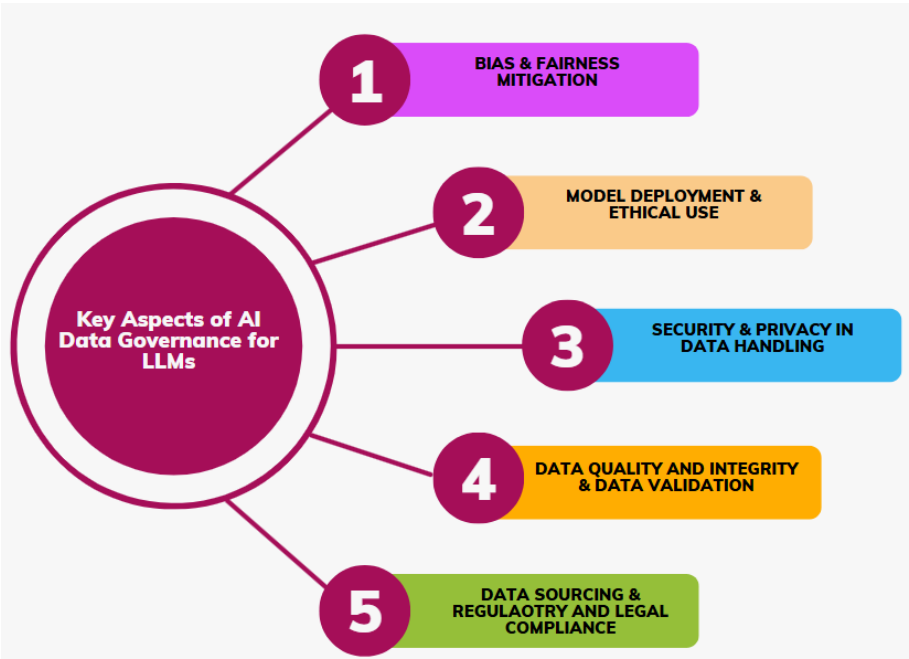 Key Aspects of AI
Data Governance for
LLMs
1
BIAS & FAIRNESS
MITIGATION
2
MODEL DEPLOYMENT &
ETHICAL USE
3
SECURITY & PRIVACY IN
DATA HANDLING
4
DATA QUALITY AND INTEGRITY
& DATA VALIDATION
5
DATA SOURCING &
REGULAOTRY AND LEGAL
COMPLIANCE